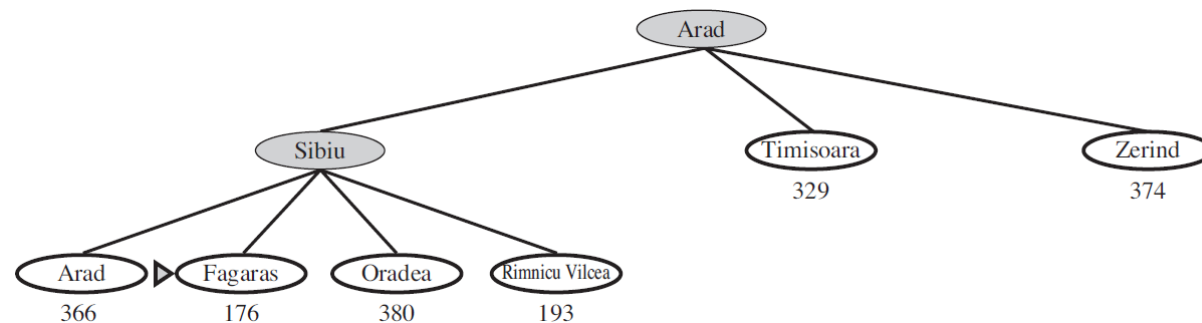 Arad
Sibiu Timisoara Zerind
329 374
Arad Fagaras Oradea Rimnicu Vilcea
366 176 380 193